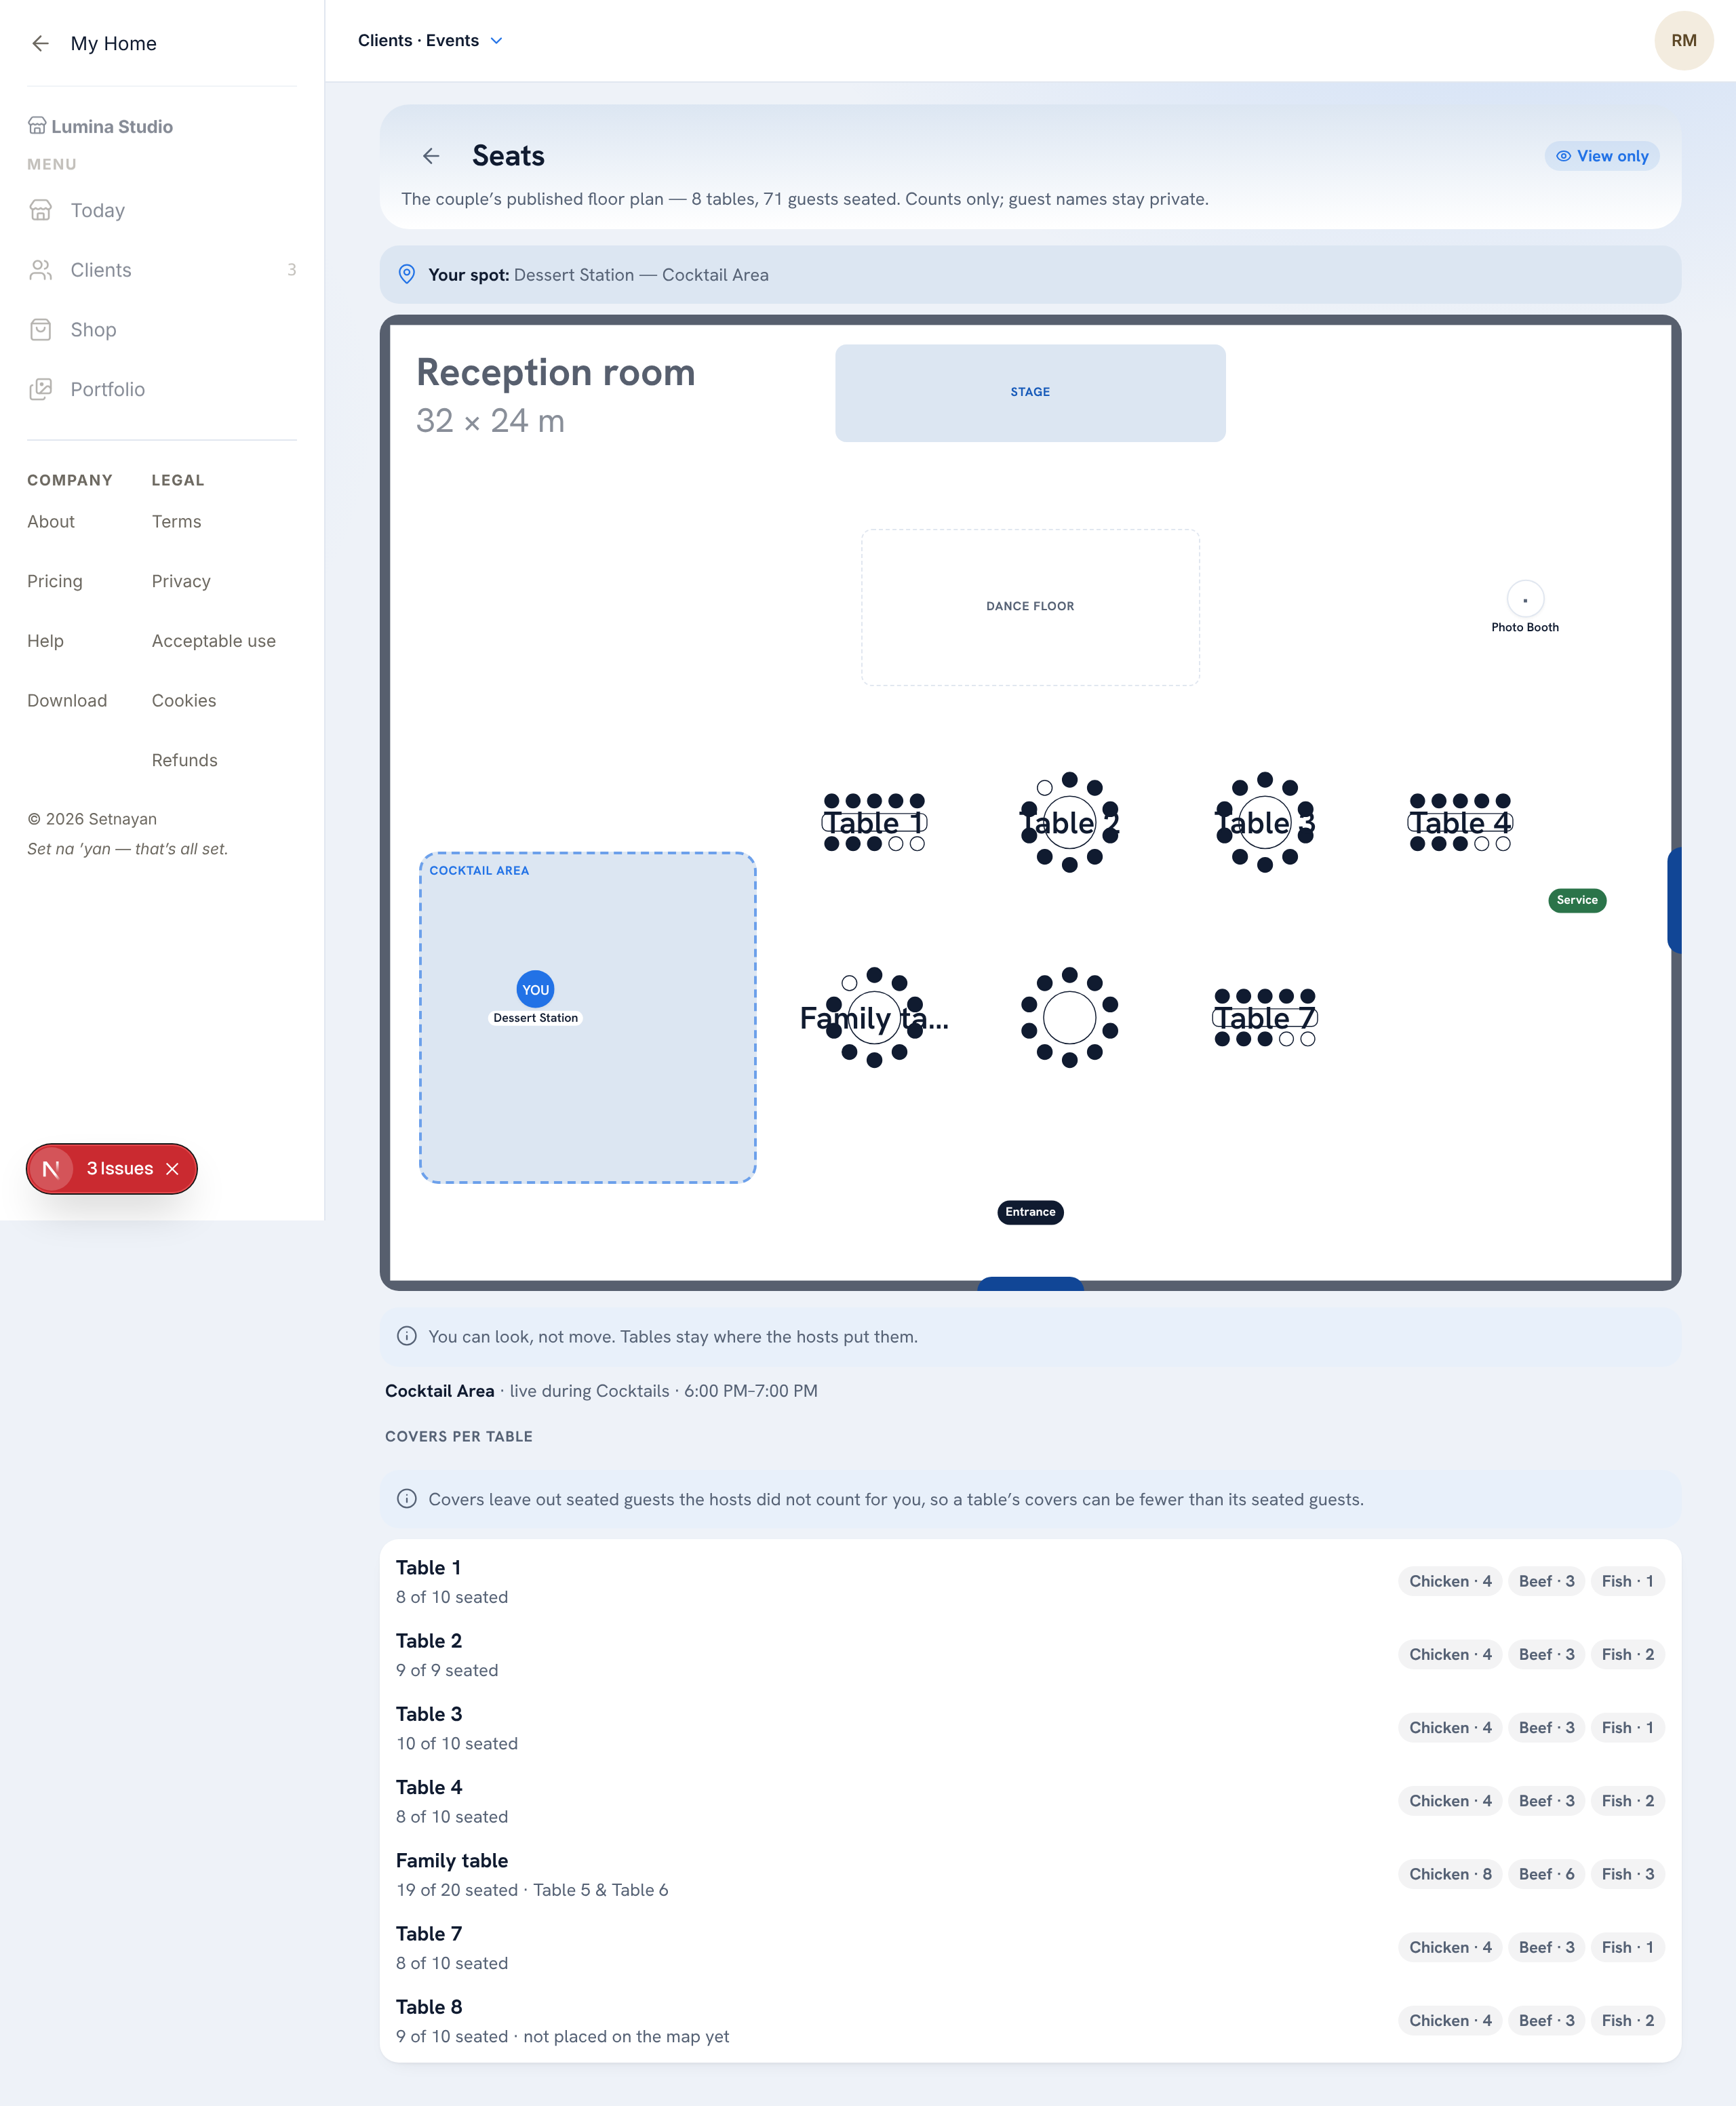 My Home
Clients · Events
RM
Lumina Studio
MENU
Today
Clients 3
Shop
Portfolio
COMPANY LEGAL
About Terms
Pricing Privacy
Help Acceptable use
Download Cookies
Refunds
© 2026 Setnayan
Set na ’yan — that’s all set.
N 3 Issues
Seats
View only
The couple’s published floor plan — 8 tables, 71 guests seated. Counts only; guest names stay private.
Your spot: Dessert Station — Cocktail Area
Reception room
32 × 24 m
STAGE
DANCE FLOOR
Photo Booth
Table 1 Table 2 Table 3 Table 4
COCKTAIL AREA
Service
YOU
Dessert Station
Family ta... Table 7
Entrance
You can look, not move. Tables stay where the hosts put them.
Cocktail Area · live during Cocktails · 6:00 PM–7:00 PM
COVERS PER TABLE
Covers leave out seated guests the hosts did not count for you, so a table’s covers can be fewer than its seated guests.
Table 1
8 of 10 seated
Chicken · 4 Beef · 3 Fish · 1
Table 2
9 of 9 seated
Chicken · 4 Beef · 3 Fish · 2
Table 3
10 of 10 seated
Chicken · 4 Beef · 3 Fish · 1
Table 4
8 of 10 seated
Chicken · 4 Beef · 3 Fish · 2
Family table
19 of 20 seated · Table 5 & Table 6
Chicken · 8 Beef · 6 Fish · 3
Table 7
8 of 10 seated
Chicken · 4 Beef · 3 Fish · 1
Table 8
9 of 10 seated · not placed on the map yet
Chicken · 4 Beef · 3 Fish · 2